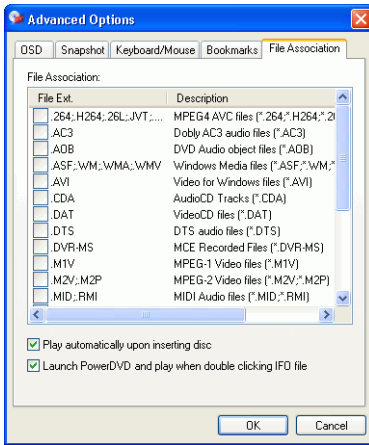 Advanced Options
OSD Snapshot Keyboard/Mouse Bookmarks File Association
File Association:
File Ext. Description
.264;.H264;.26L;.JVT;.... MPEG4 AVC files (*.264;*.H264;*.2
.AC3 Dobly AC3 audio files (*.AC3)
.AOB DVD Audio object files (*.AOB)
.ASF;.WM;.WMA;.WMV Windows Media files (*.ASF;*.WM;*
.AVI Video for Windows files (*.AVI)
.CDA AudioCD Tracks (*.CDA)
.DAT VideoCD files (*.DAT)
.DTS DTS audio files (*.DTS)
.DVR-MS MCE Recorded Files (*.DVR-MS)
.M1V MPEG-1 Video files (*.M1V)
.M2V;.M2P MPEG-2 Video files (*.M2V;*.M2P)
.MID;.RMI MIDI Audio files (*.MID;*.RMI)
Play automatically upon inserting disc
Launch PowerDVD and play when double clicking IFO file
OK Cancel